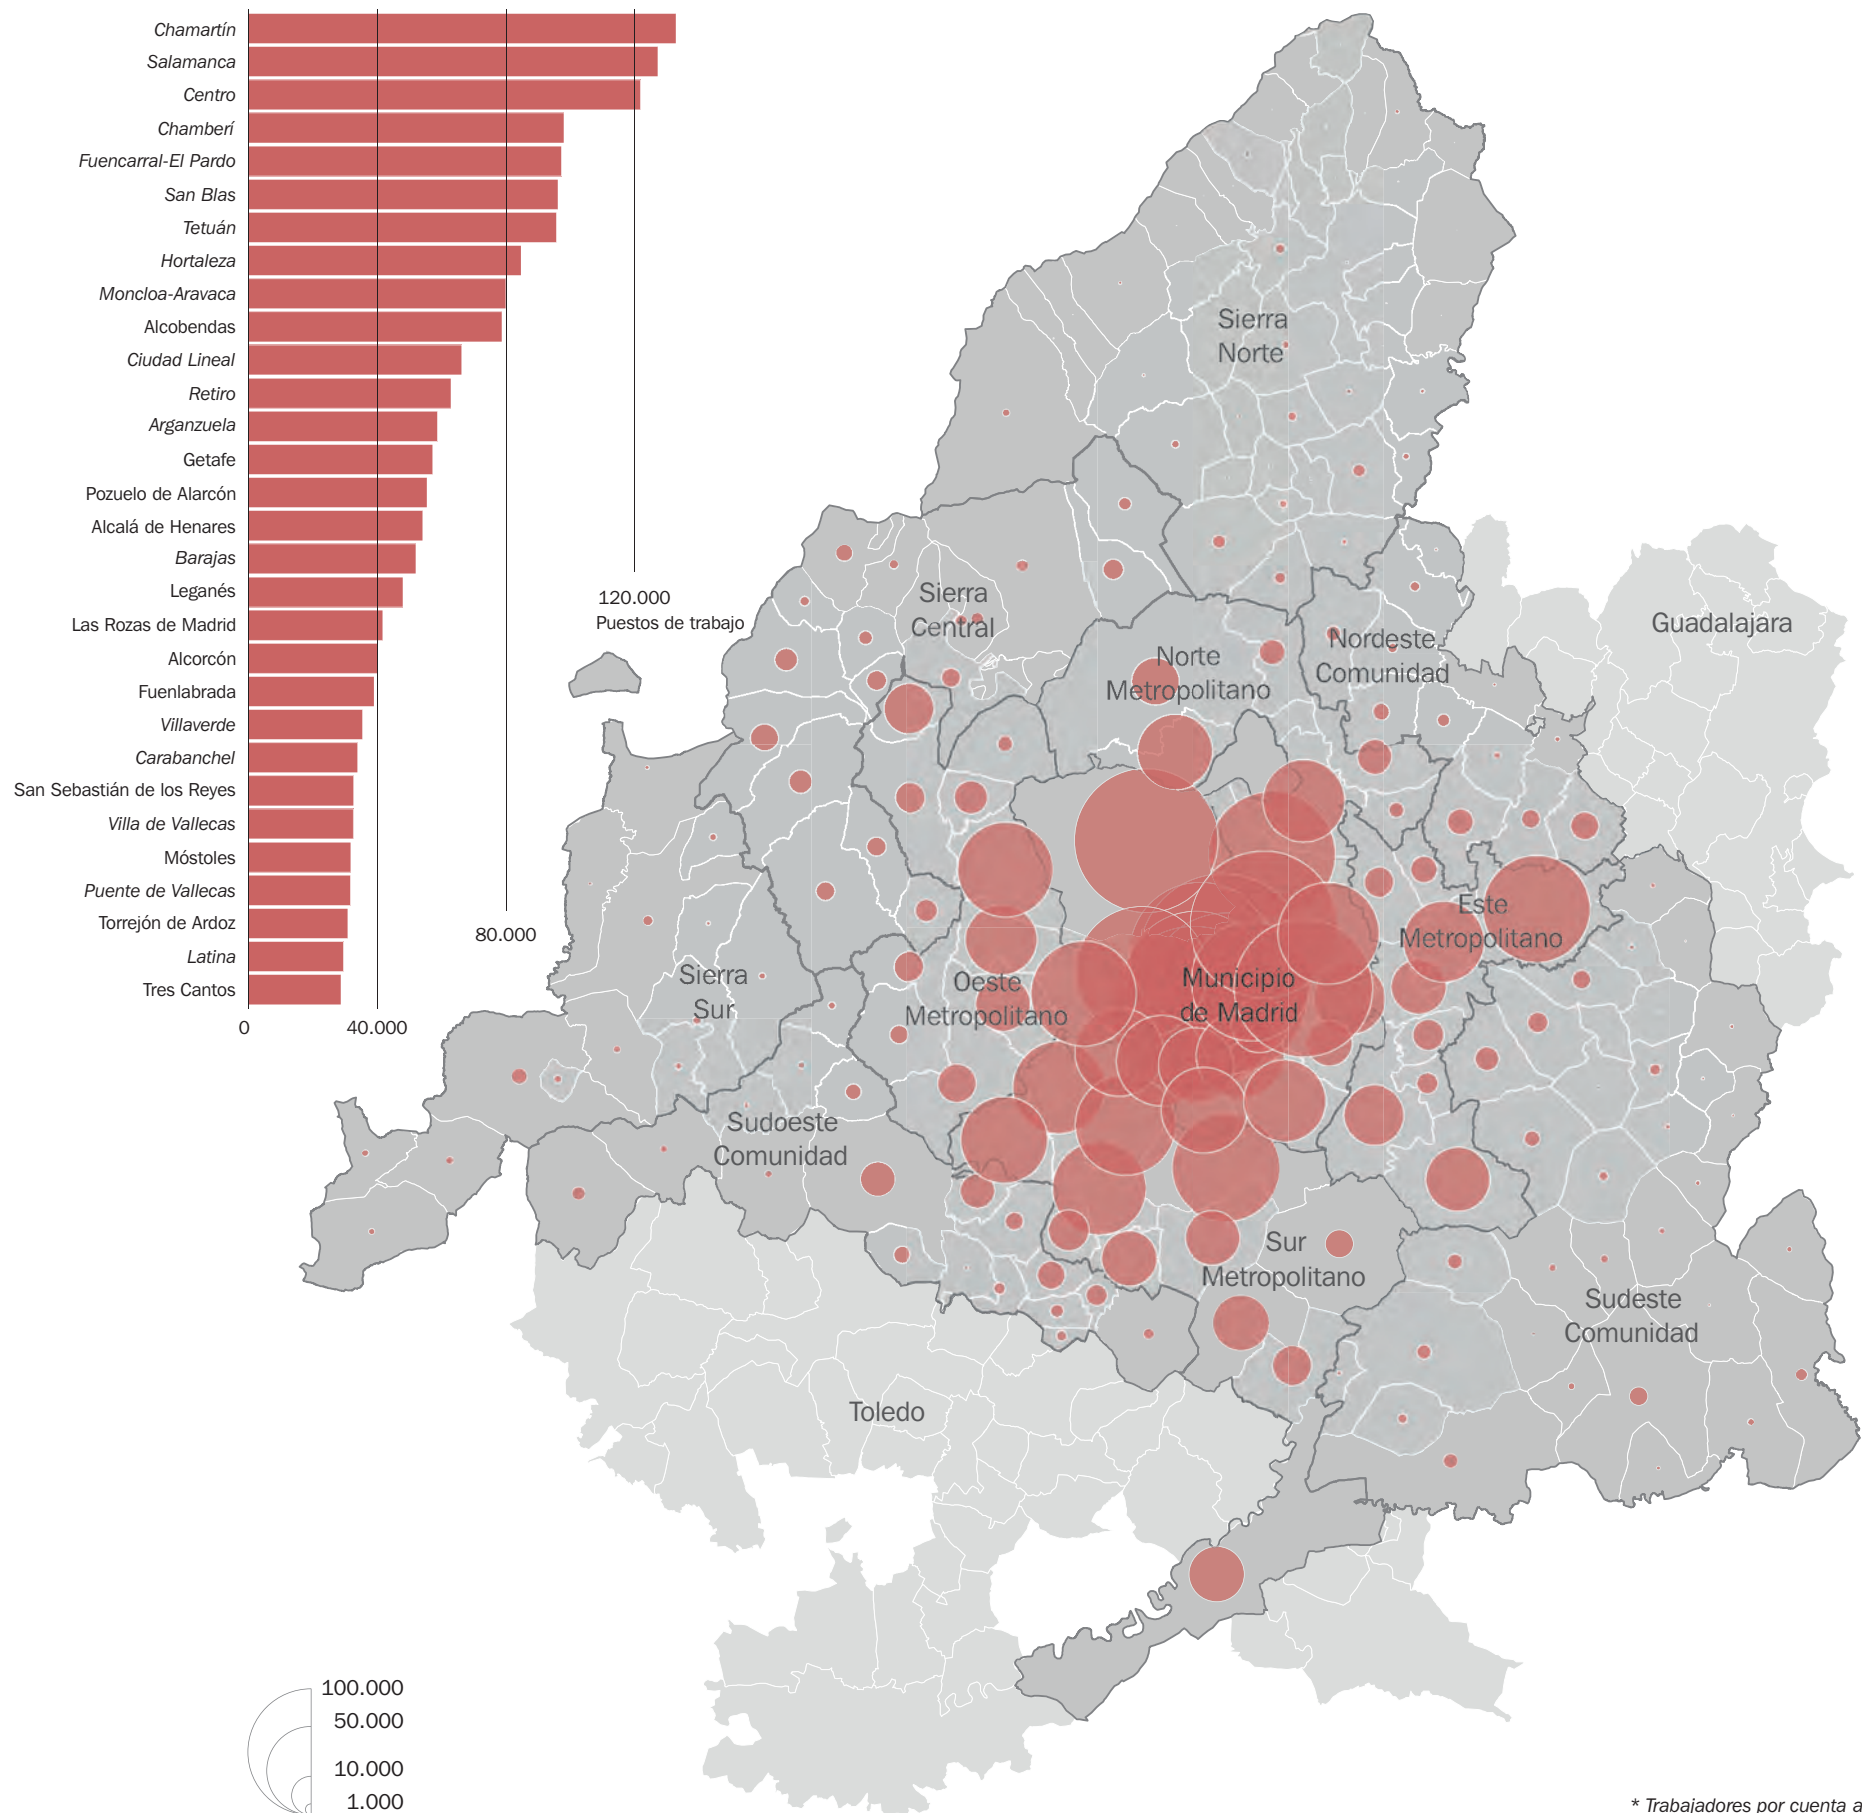 Chamartín
Salamanca
Centro
Chamberí
Fuencarral-El Pardo
San Blas
Tetuán
Hortaleza
Moncloa-Aravaca
Alcobendas
Ciudad Lineal
Retiro
Arganzuela
Getafe
Pozuelo de Alarcón
Alcalá de Henares
Barajas
Leganés
Las Rozas de Madrid
Alcorcón
Fuenlabrada
Villaverde
Carabanchel
San Sebastián de los Reyes
Villa de Vallecas
Móstoles
Puente de Vallecas
Torrejón de Ardoz
Latina
Tres Cantos
0
40.000
80.000
120.000
Puestos de trabajo
Sierra
Norte
Sierra
Central
Norte
Metropolitano
Nordeste
Comunidad
Guadalajara
Este
Metropolitano
Municipio
de Madrid
Oeste
Metropolitano
Sierra
Sur
Sudoeste
Comunidad
Sur
Metropolitano
Sudeste
Comunidad
Toledo
100.000
50.000
10.000
1.000
* Trabajadores por cuenta a